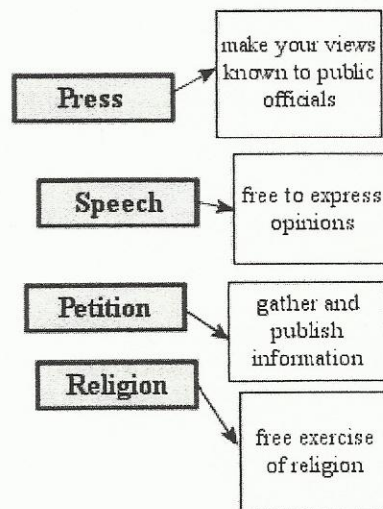 Press
make your views
known to public
officials
Speech
free to express
opinions
Petition
gather and
publish
information
Religion
free exercise
of religion